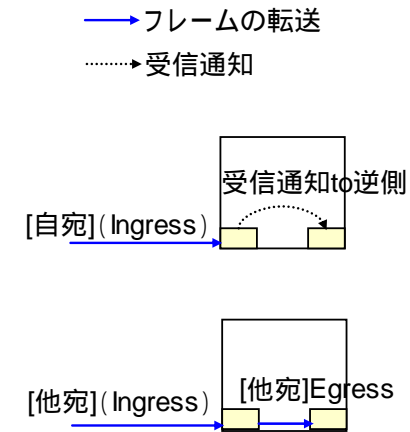 フレームの転送
受信通知
受信通知to逆側
[自宛](Ingress)
[他宛]Egress
[他宛](Ingress)